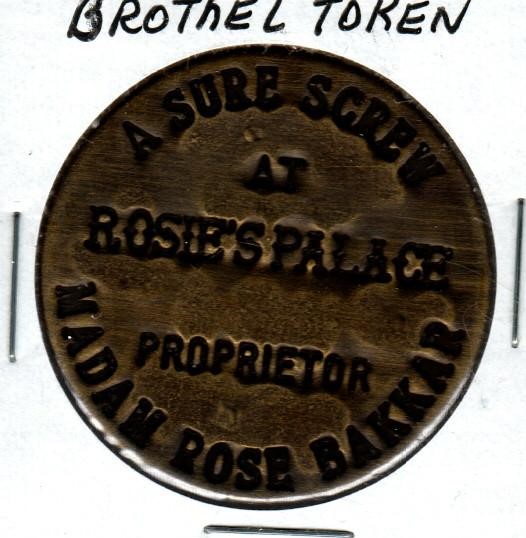 BROTHEL TOKEN
A SURE SCREW
AT
ROSIE'S PALACE
PROPRIETOR
MADAM ROSE BAKKAR